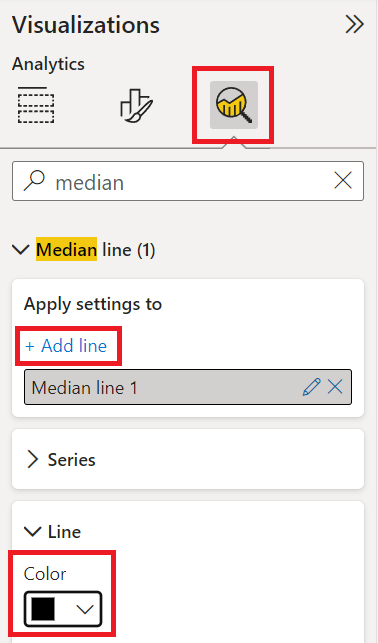 Visualizations
Analytics
median
Median line (1)
Apply settings to
+ Add line
Median line 1
Series
Line
Color